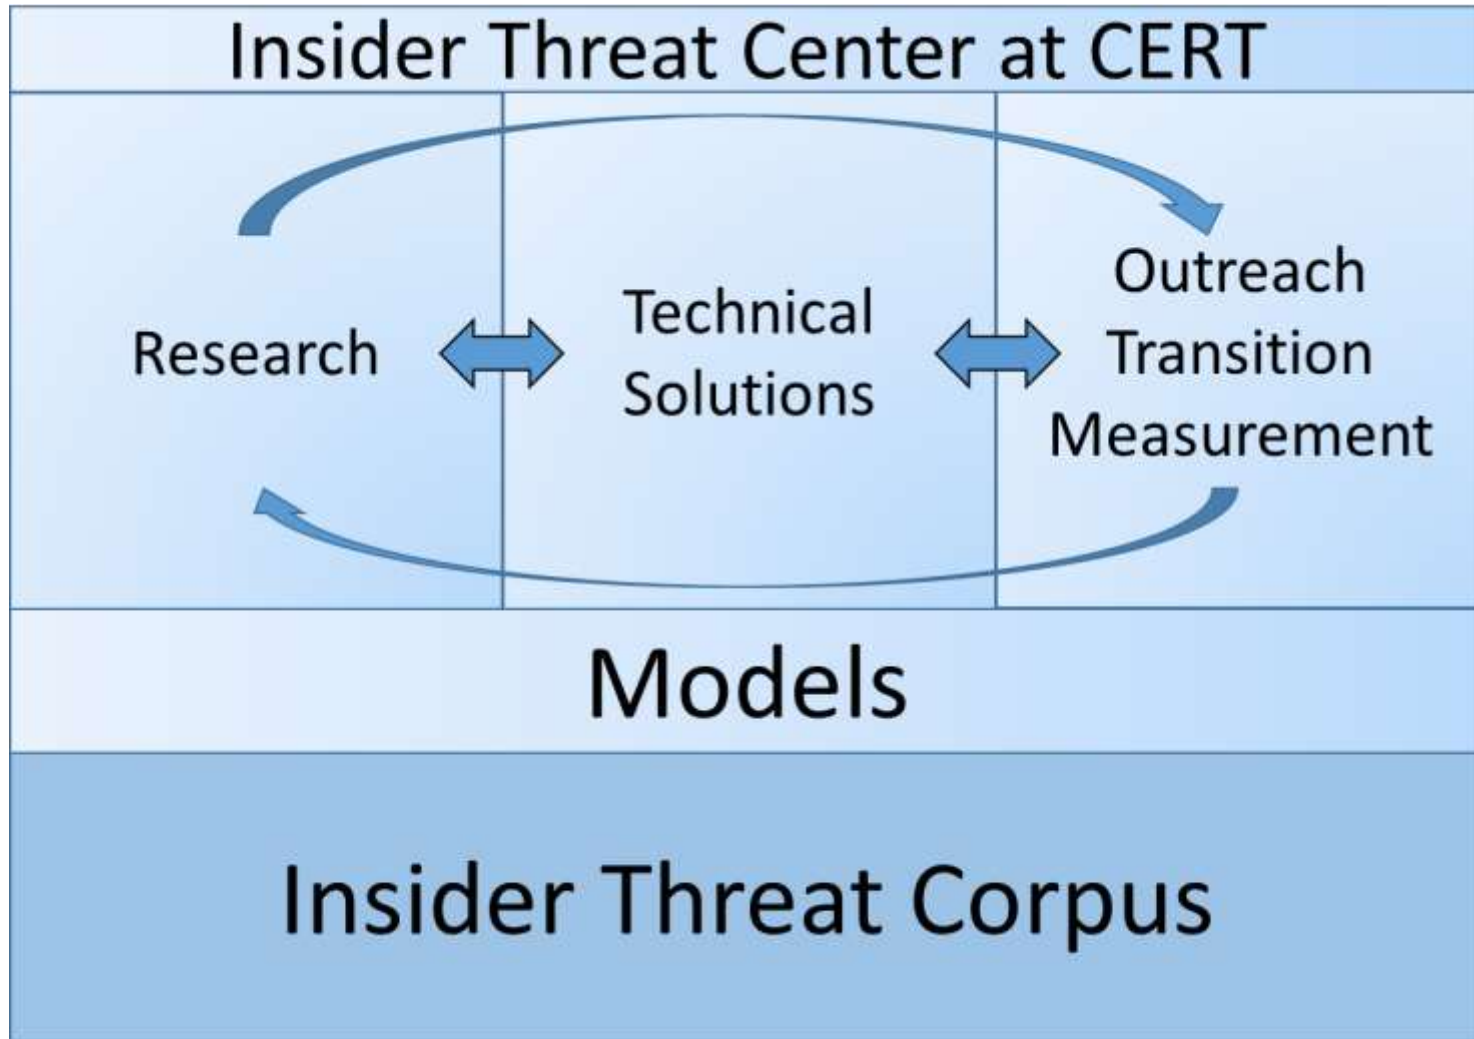 Insider Threat Center at CERT
Research
Technical
Solutions
Outreach
Transition
Measurement
Models
Insider Threat Corpus